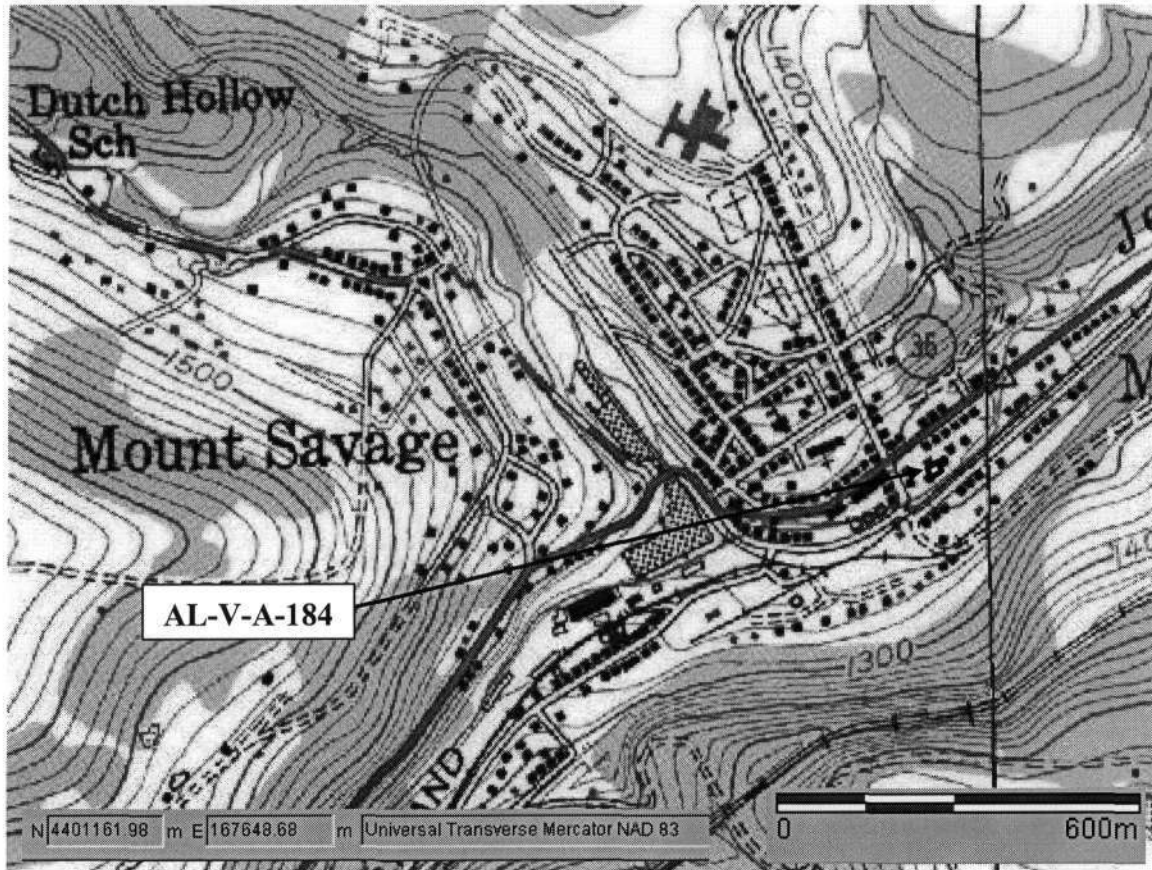 1400
Dutch Hollow
Sch
36
1500
Mount Savage
AL-V-A-184
1300
N 4401161.98 m E 167648.68 m Universal Transverse Mercator NAD 83
0 600m